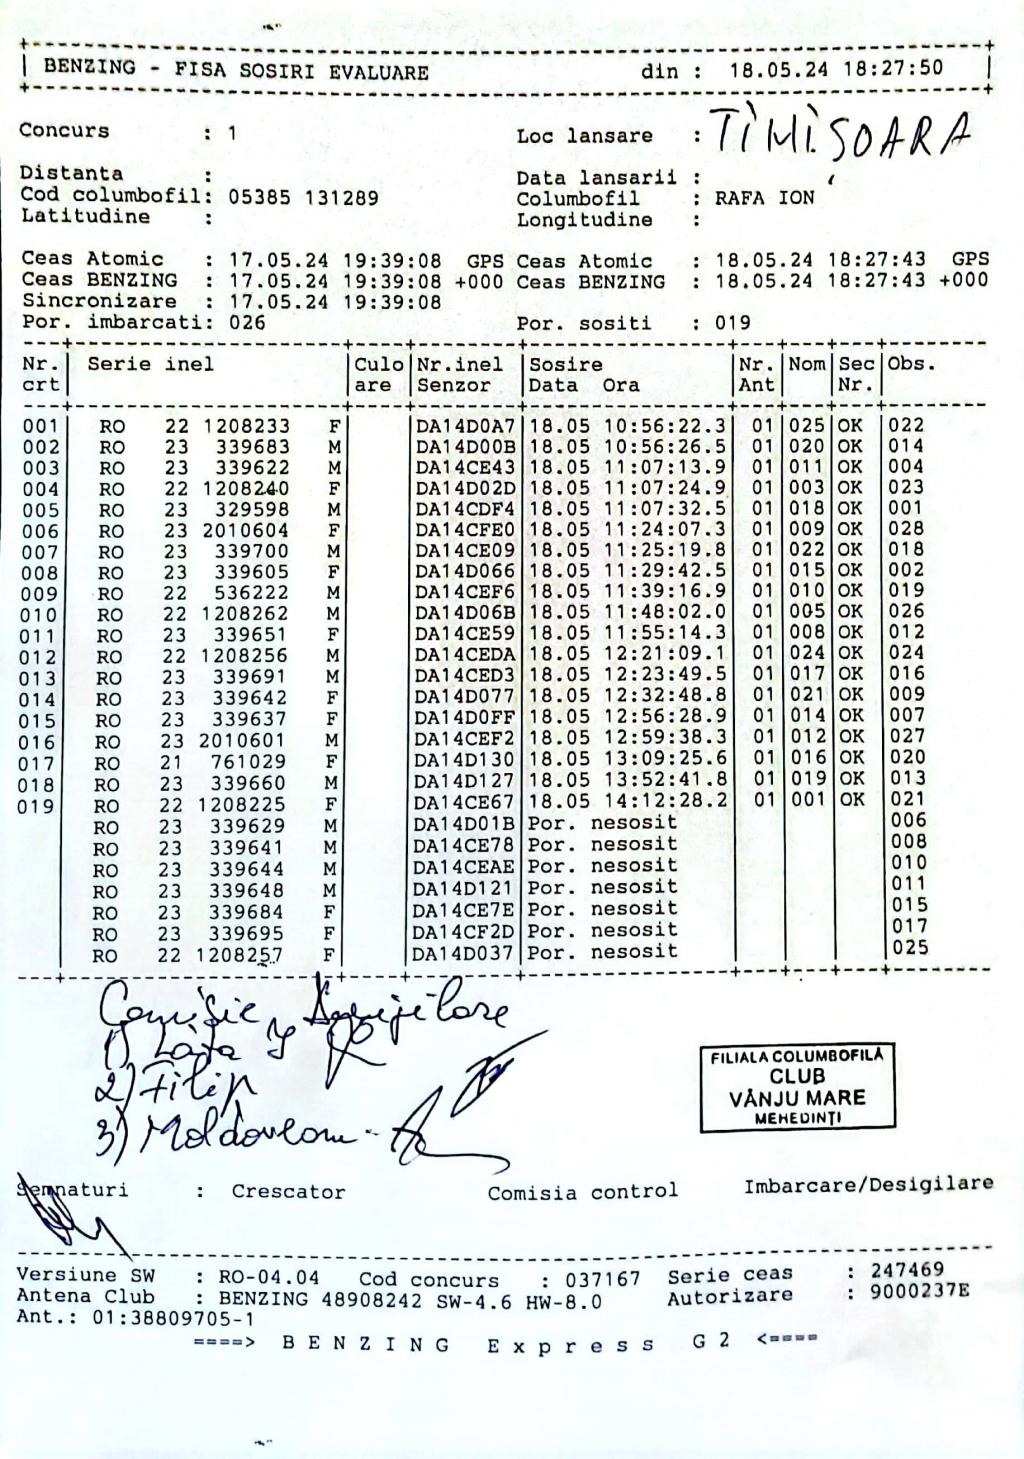 BENZING - FISA SOSIRI EVALUARE din : 18.05.24 18:27:50
Concurs : 1 Loc lansare : TIMIȘOARA
Distanta : Data lansarii :
Cod columbofil: 05385 131289 Columbofil : RAFA ION
Latitudine : Longitudine :
Ceas Atomic : 17.05.24 19:39:08 GPS Ceas Atomic : 18.05.24 18:27:43 GPS
Ceas BENZING : 17.05.24 19:39:08 +000 Ceas BENZING : 18.05.24 18:27:43 +000
Sincronizare : 17.05.24 19:39:08
Por. imbarcati: 026 Por. sositi : 019
Nr. Serie inel Culo Nr.inel Sosire Nr. Nom Sec Obs.
crt are Senzor Data Ora Ant Nr.
001 RO 22 1208233 F DA14D0A7 18.05 10:56:22.3 01 025 OK 022
002 RO 23 339683 M DA14D00B 18.05 10:56:26.5 01 020 OK 014
003 RO 23 339622 M DA14CE43 18.05 11:07:13.9 01 011 OK 004
004 RO 22 1208240 F DA14D02D 18.05 11:07:24.9 01 003 OK 023
005 RO 23 329598 M DA14CDF4 18.05 11:07:32.5 01 018 OK 001
006 RO 23 2010604 F DA14CFE0 18.05 11:24:07.3 01 009 OK 028
007 RO 23 339700 M DA14CE09 18.05 11:25:19.8 01 022 OK 018
008 RO 23 339605 F DA14D066 18.05 11:29:42.5 01 015 OK 002
009 RO 22 536222 M DA14CEF6 18.05 11:39:16.9 01 010 OK 019
010 RO 22 1208262 M DA14D06B 18.05 11:48:02.0 01 005 OK 026
011 RO 23 339651 F DA14CE59 18.05 11:55:14.3 01 008 OK 012
012 RO 22 1208256 M DA14CEDA 18.05 12:21:09.1 01 024 OK 024
013 RO 23 339691 M DA14CED3 18.05 12:23:49.5 01 017 OK 016
014 RO 23 339642 F DA14D077 18.05 12:32:48.8 01 021 OK 009
015 RO 23 339637 F DA14D0FF 18.05 12:56:28.9 01 014 OK 007
016 RO 23 2010601 M DA14CEF2 18.05 12:59:38.3 01 012 OK 027
017 RO 21 761029 F DA14D130 18.05 13:09:25.6 01 016 OK 020
018 RO 23 339660 M DA14D127 18.05 13:52:41.8 01 019 OK 013
019 RO 22 1208225 F DA14CE67 18.05 14:12:28.2 01 001 OK 021
RO 23 339629 M DA14D01B Por. nesosit 006
RO 23 339641 M DA14CE78 Por. nesosit 008
RO 23 339644 M DA14CEAE Por. nesosit 010
RO 23 339648 M DA14D121 Por. nesosit 011
RO 23 339684 F DA14CE7E Por. nesosit 015
RO 23 339695 F DA14CF2D Por. nesosit 017
RO 22 1208257 F DA14D037 Por. nesosit 025
Comisie
1)
2) Filip
3) Moldovean
FILIALA COLUMBOFILĂ
CLUB
VÂNJU MARE
MEHEDINȚI
Semnaturi : Crescator Comisia control Imbarcare/Desigilare
Versiune SW : RO-04.04 Cod concurs : 037167 Serie ceas : 247469
Antena Club : BENZING 48908242 SW-4.6 HW-8.0 Autorizare : 9000237E
Ant.: 01:38809705-1
====> B E N Z I N G E x p r e s s G 2 <====